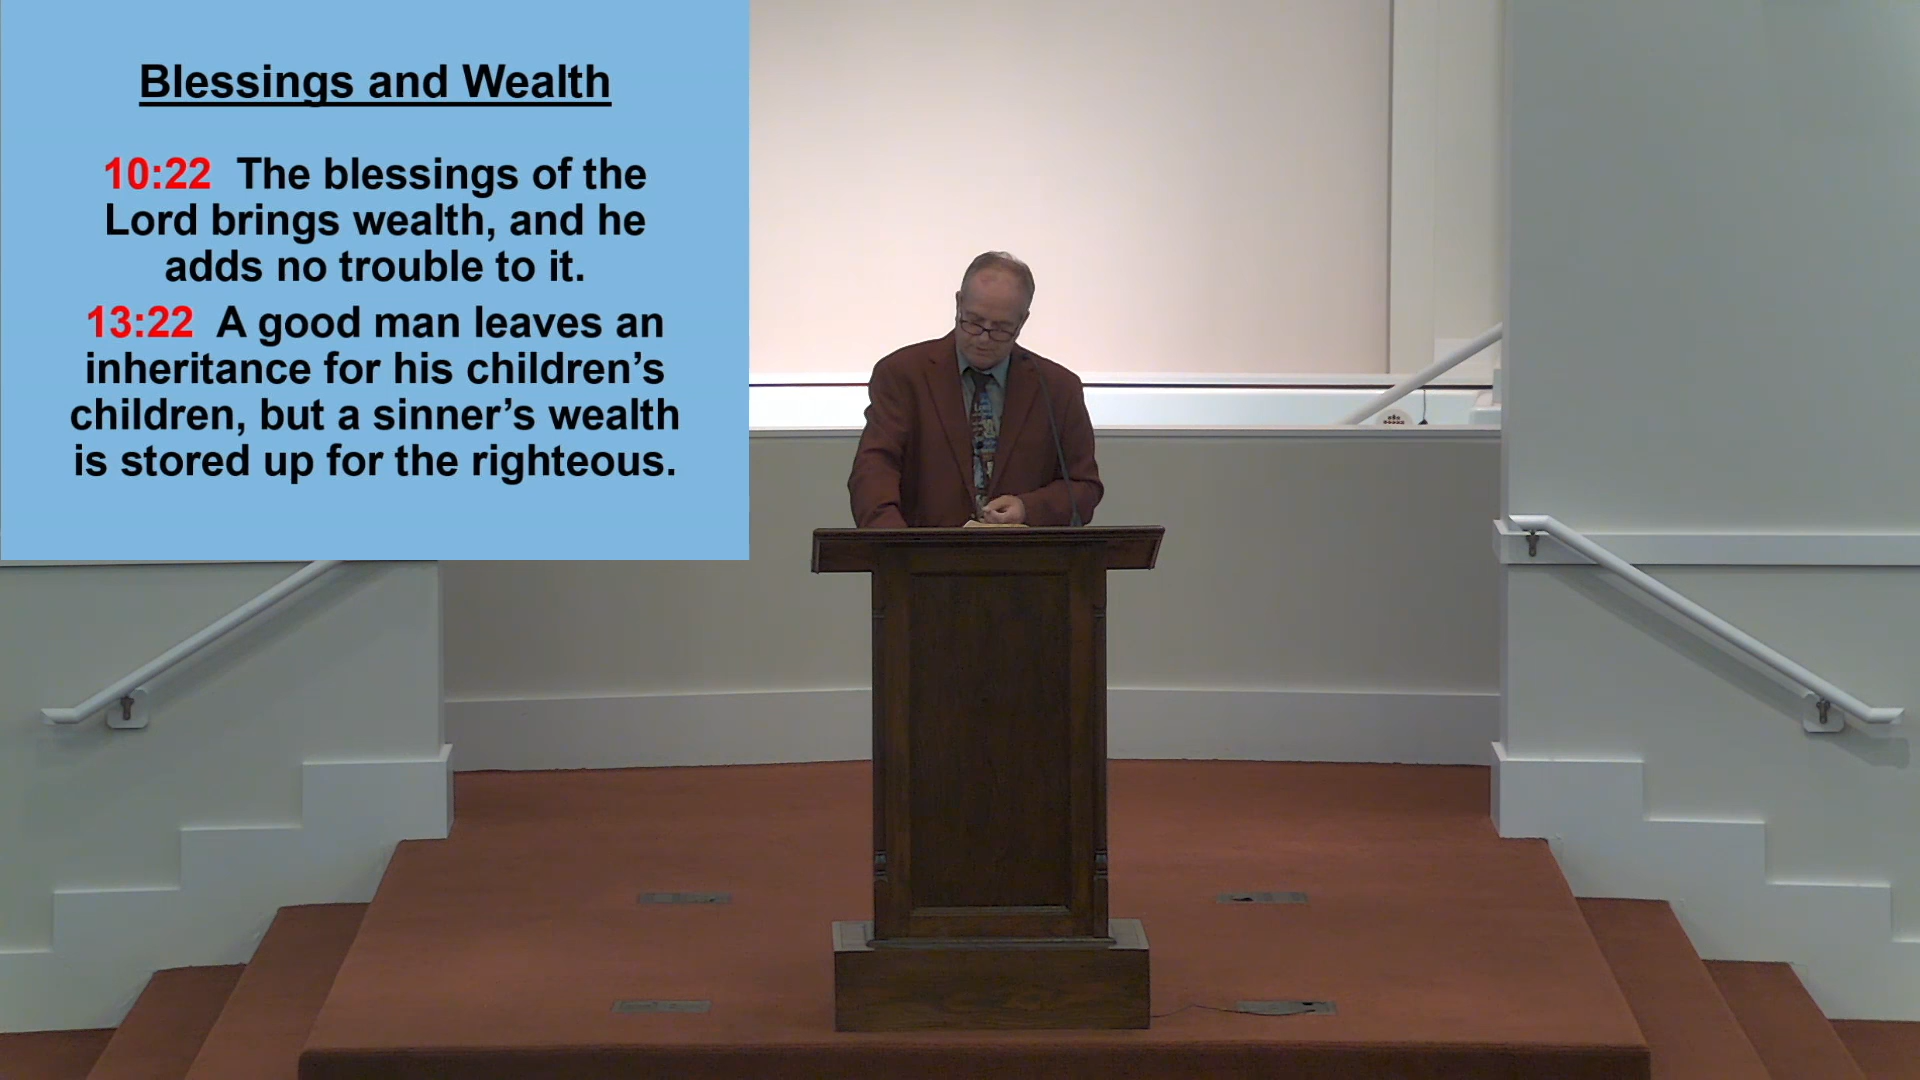 Blessings and Wealth
10:22 The blessings of the
Lord brings wealth, and he
adds no trouble to it.
13:22 A good man leaves an
inheritance for his children’s
children, but a sinner’s wealth
is stored up for the righteous.